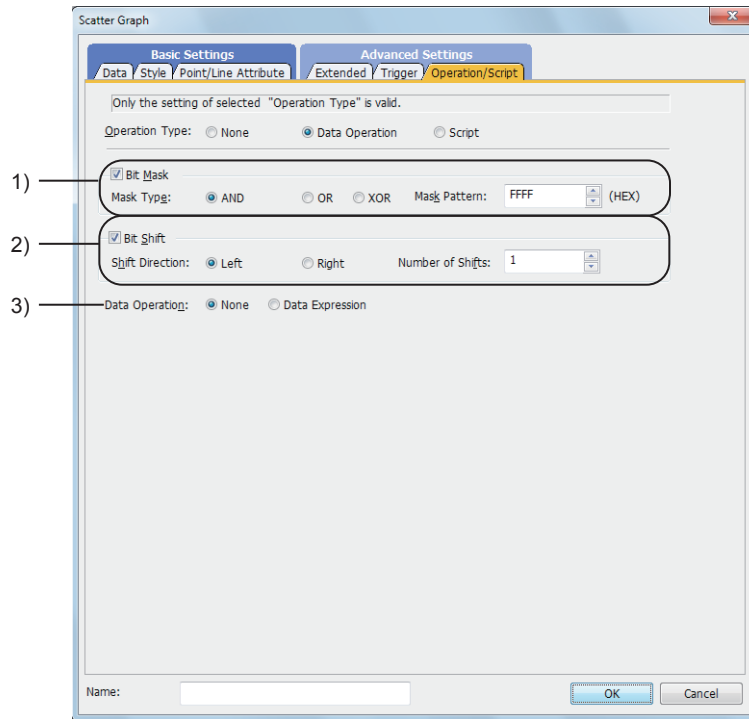 Scatter Graph
x
Basic Settings Advanced Settings
Data Style Point/Line Attribute Extended Trigger Operation/Script
Only the setting of selected "Operation Type" is valid.
Operation Type: None Data Operation Script
1)
Bit Mask
Mask Type: AND OR XOR Mask Pattern: FFFF (HEX)
2)
Bit Shift
Shift Direction: Left Right Number of Shifts: 1
3) Data Operation: None Data Expression
Name: OK Cancel